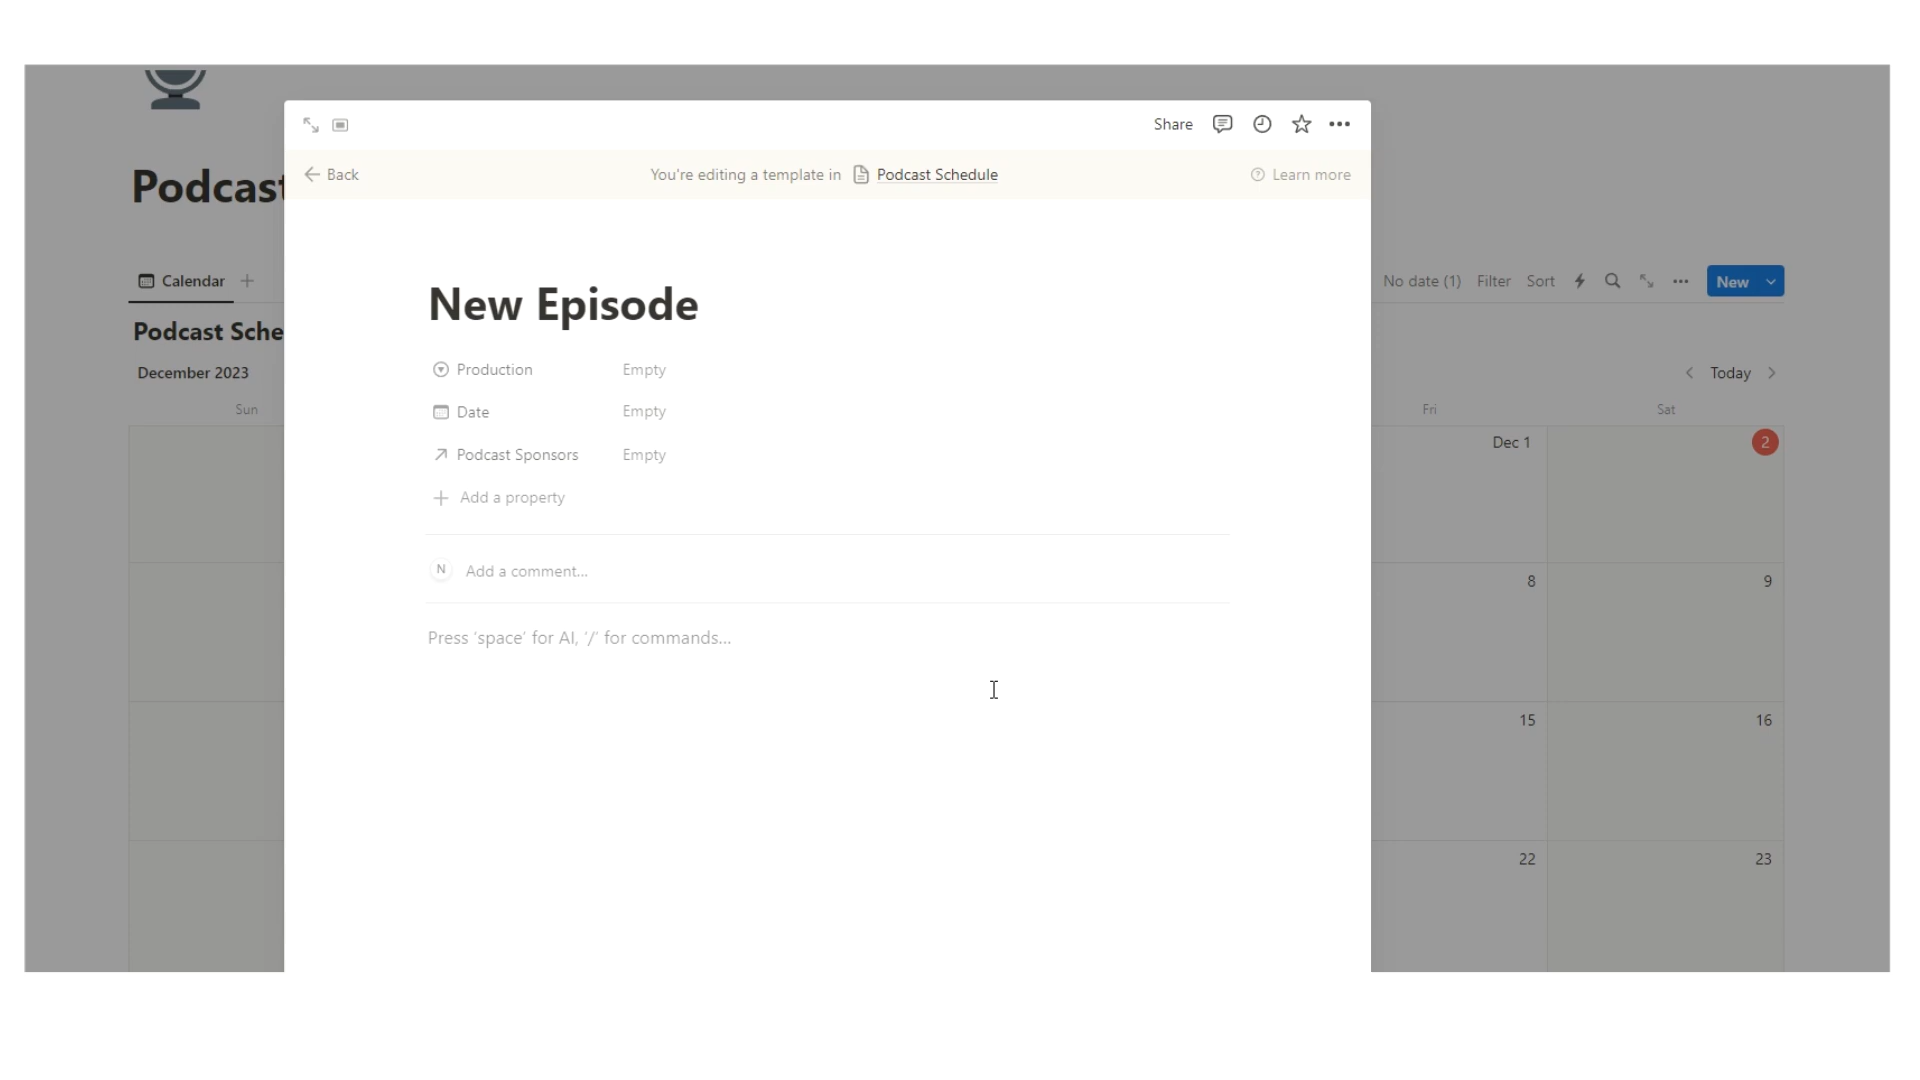 Share
Back
You're editing a template in Podcast Schedule
Learn more
Podcast
Calendar
No date (1) Filter Sort
New
New Episode
Podcast Sche
December 2023
Today
Production Empty
Date Empty
Podcast Sponsors Empty
Add a property
Sun Fri Sat
Dec 1 2
N Add a comment...
8 9
Press 'space' for AI, '/' for commands...
15 16
22 23